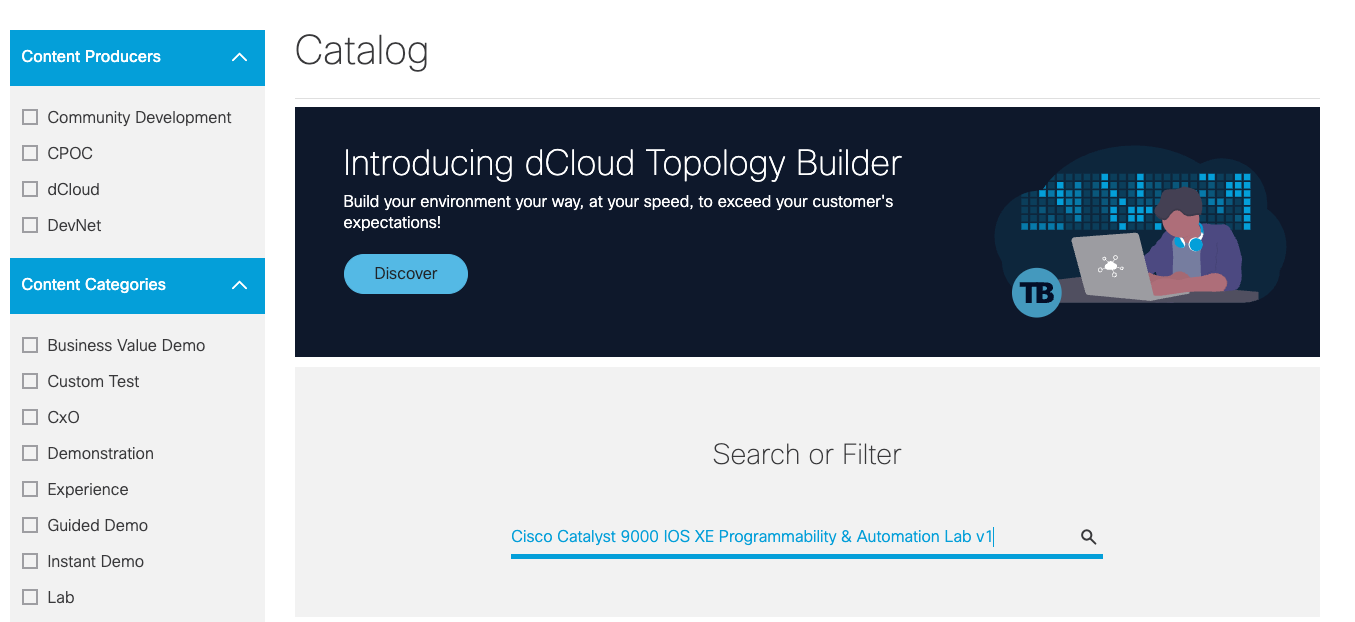 Content Producers
Community Development
CPOC
dCloud
DevNet
Content Categories
Business Value Demo
Custom Test
CxO
Demonstration
Experience
Guided Demo
Instant Demo
Lab
Catalog
Introducing dCloud Topology Builder
Build your environment your way, at your speed, to exceed your customer's
expectations!
Discover
TB
Search or Filter
Cisco Catalyst 9000 IOS XE Programmability & Automation Lab v1